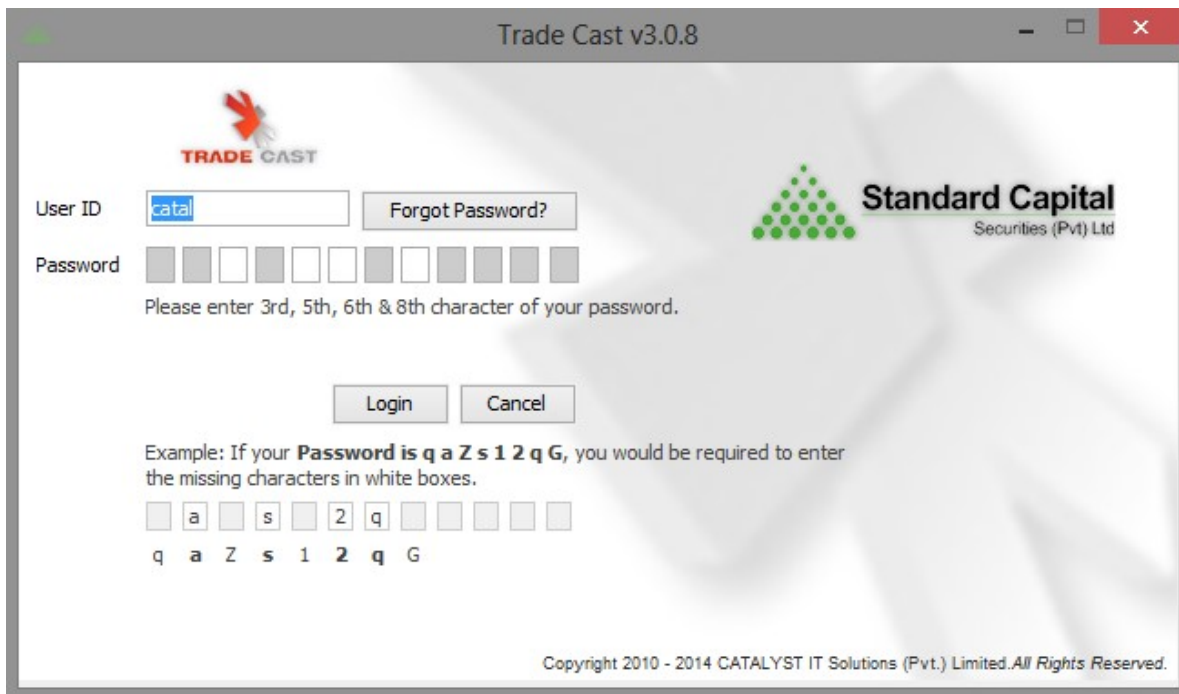 Trade Cast v3.0.8
TRADE CAST
User ID
catal
Forgot Password?
Standard Capital
Securities (Pvt) Ltd
Password
Please enter 3rd, 5th, 6th & 8th character of your password.
Login
Cancel
Example: If your Password is q a Z s 1 2 q G, you would be required to enter
the missing characters in white boxes.
a s 2 q
q a Z s 1 2 q G
Copyright 2010 - 2014 CATALYST IT Solutions (Pvt.) Limited.All Rights Reserved.